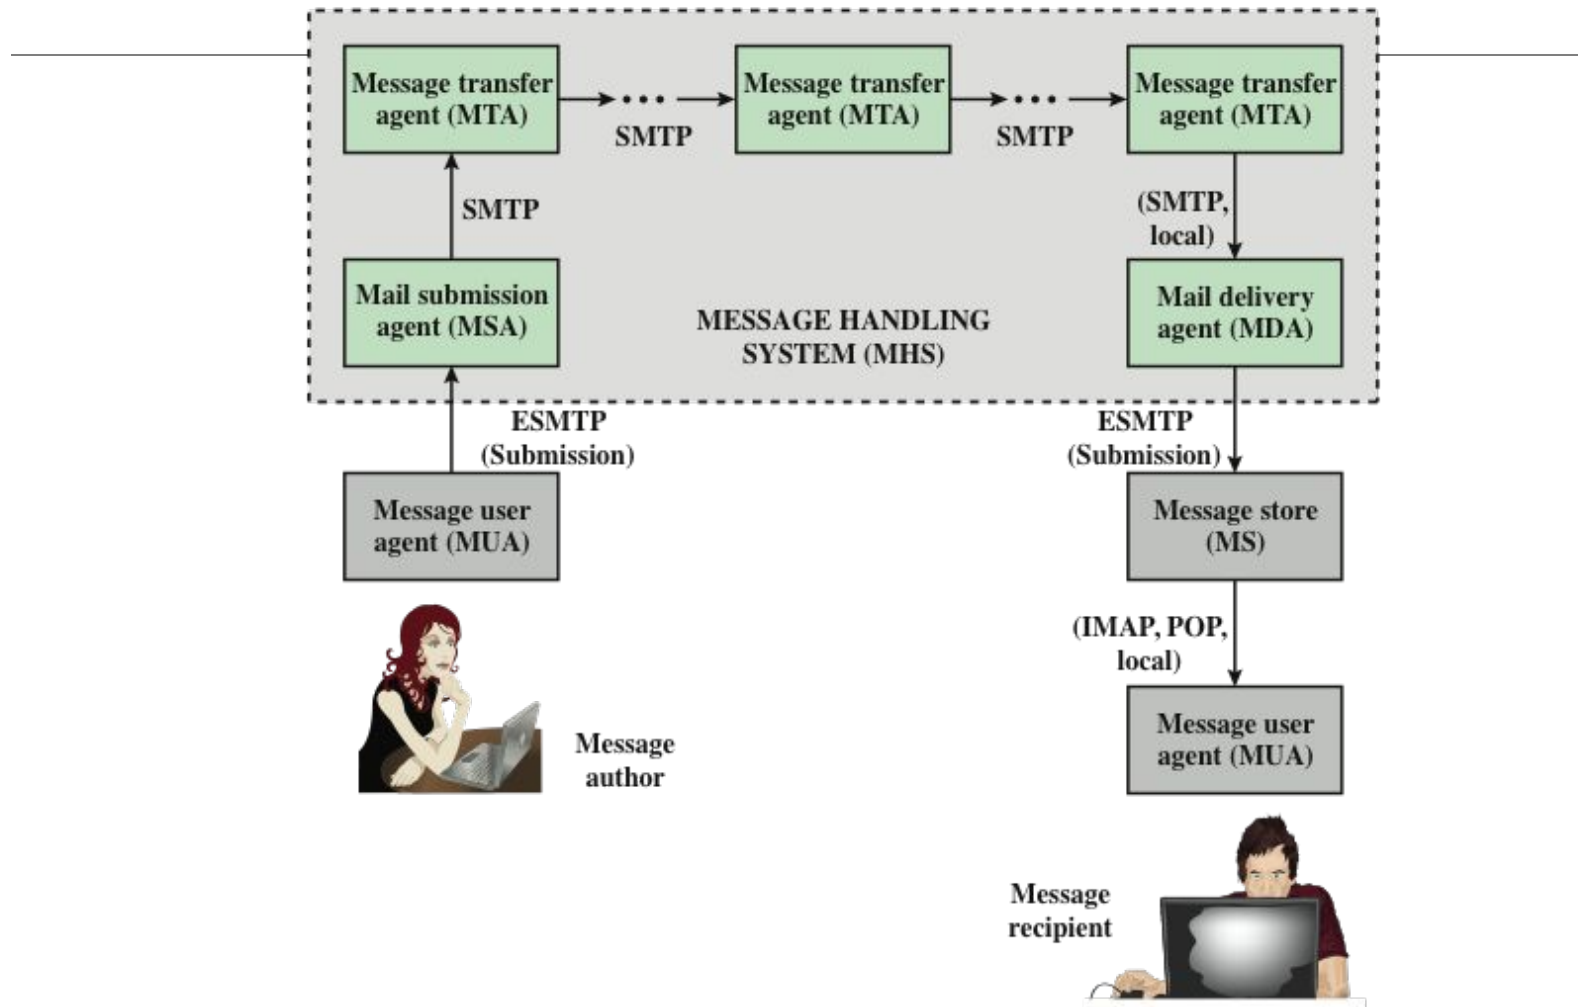 Message transfer
agent (MTA)
Message transfer
agent (MTA)
Message transfer
agent (MTA)
SMTP
SMTP
SMTP
(SMTP,
local)
Mail submission
agent (MSA)
MESSAGE HANDLING
SYSTEM (MHS)
Mail delivery
agent (MDA)
ESMTP
(Submission)
ESMTP
(Submission)
Message user
agent (MUA)
Message store
(MS)
(IMAP, POP,
local)
Message
author
Message user
agent (MUA)
Message
recipient